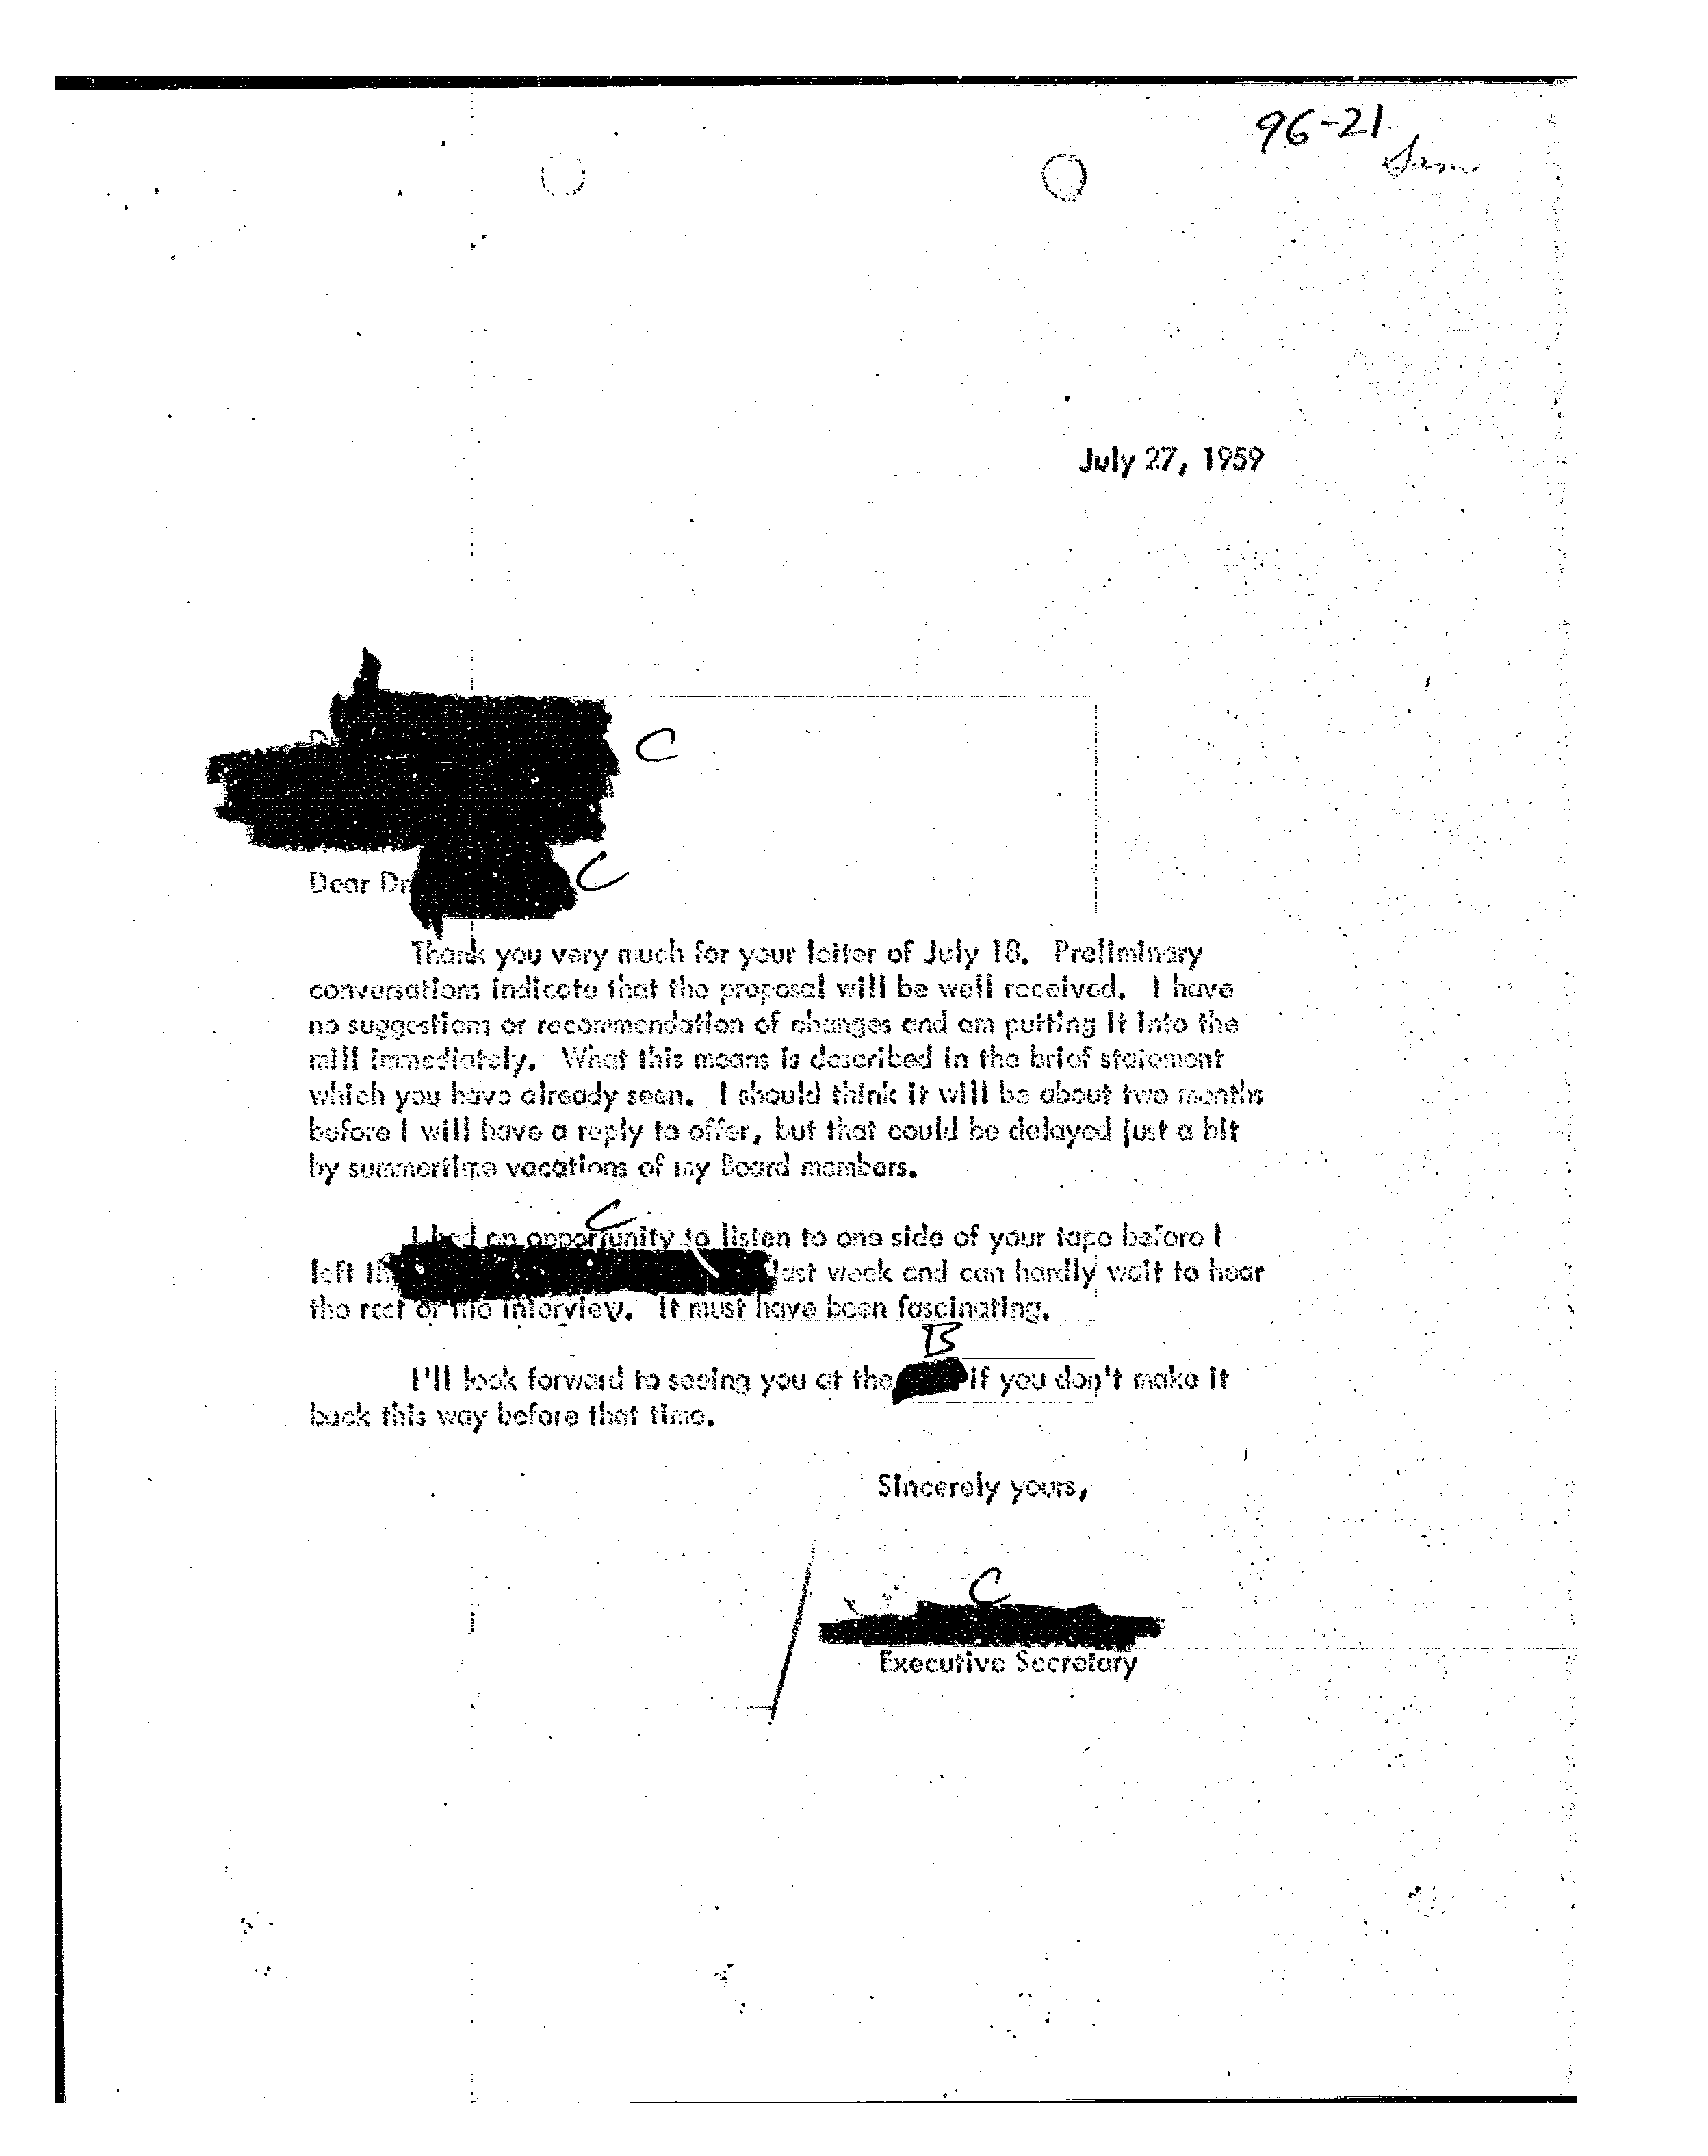 96-21
Sam
July 27, 1959
C
Dear Dr
C
Thank you very much for your letter of July 18. Preliminary
conversations indicate that the proposal will be well received. I have
no suggestions or recommendation of changes and am putting it into the
mill immediately. What this means is described in the brief statement
which you have already seen. I should think it will be about two months
before I will have a reply to offer, but that could be delayed just a bit
by summertime vacations of my Board members.
C
I had an opportunity to listen to one side of your tape before I
left last week and can hardly wait to hear
the rest of the interview. It must have been fascinating.
B
I'll look forward to seeing you at the if you don't make it
back this way before that time.
Sincerely yours,
C
Executive Secretary